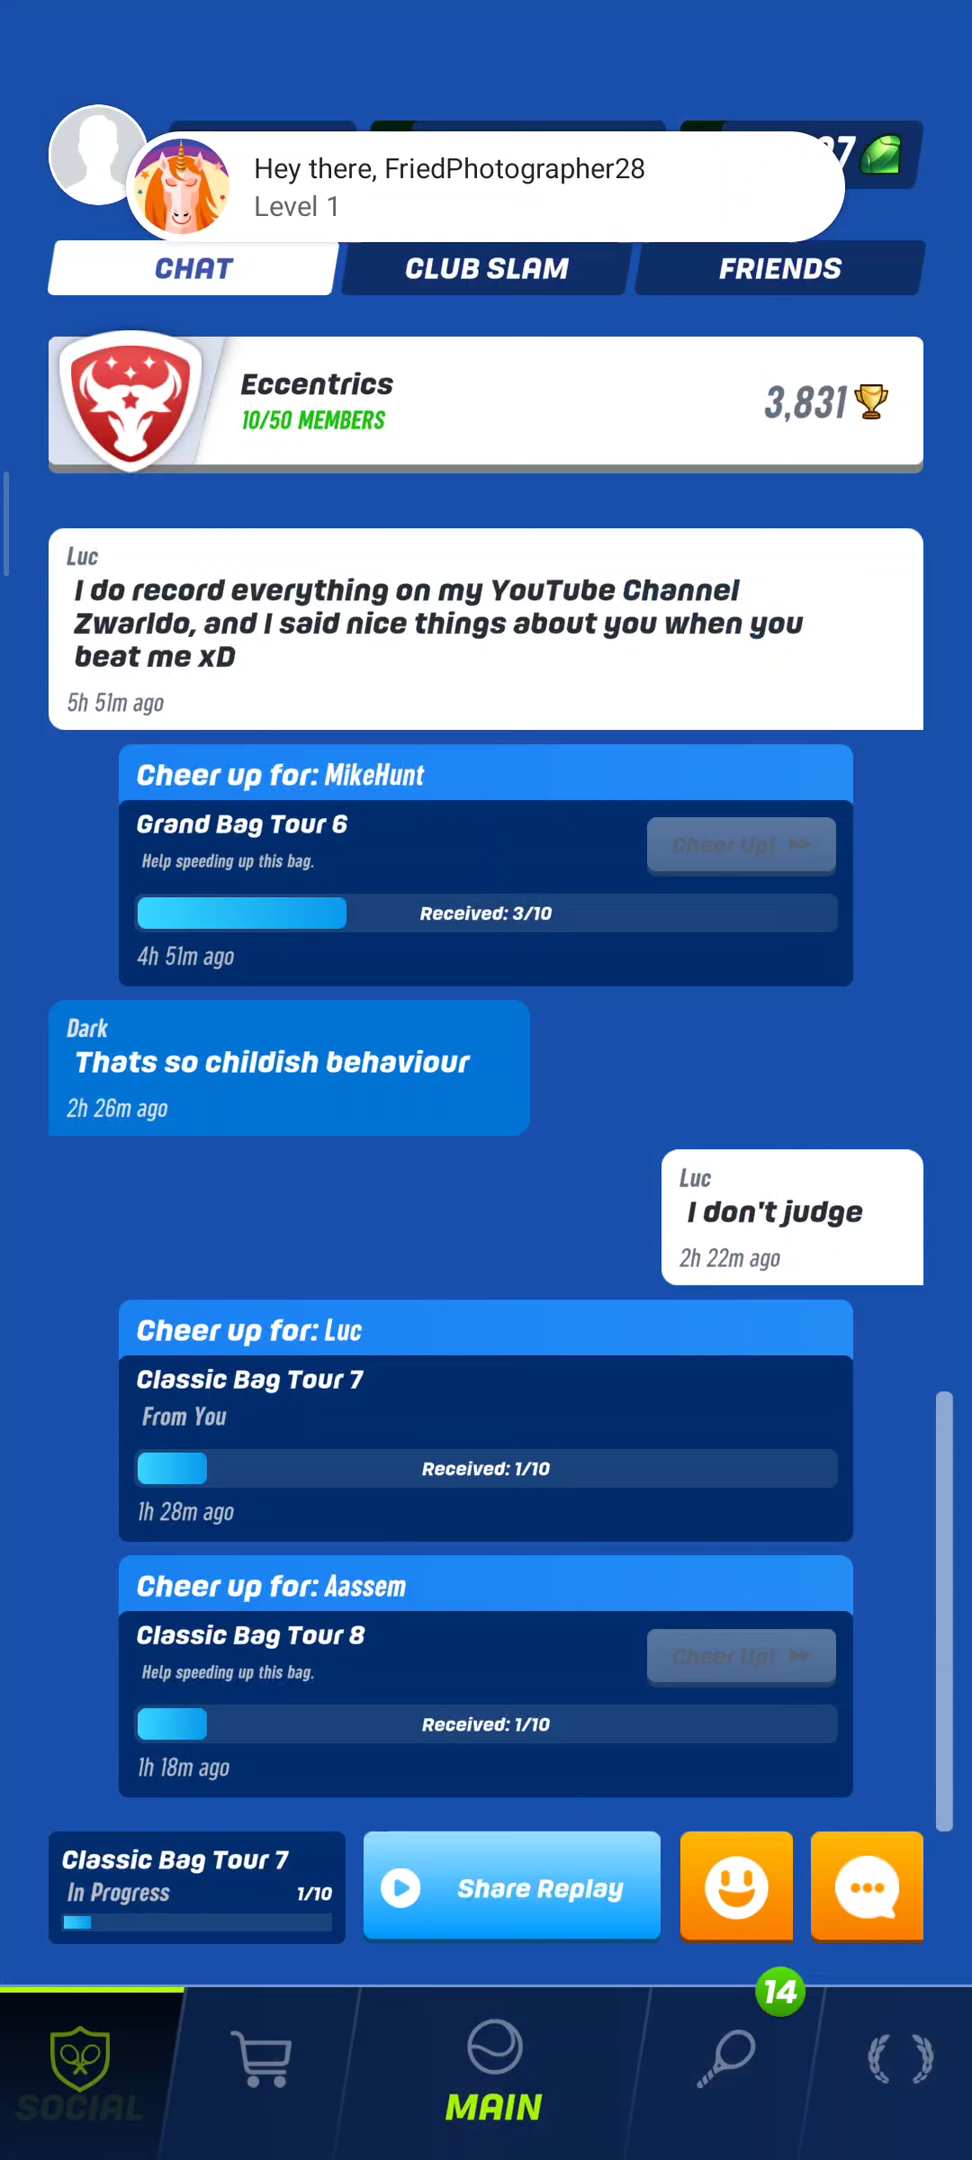 Hey there, FriedPhotographer28
Level 1
7
CHAT
CLUB SLAM
FRIENDS
Eccentrics
10/50 MEMBERS
3,831
Luc
I do record everything on my YouTube Channel
Zwarldo, and I said nice things about you when you
beat me xD
5h 51m ago
Cheer up for: MikeHunt
Grand Bag Tour 6
Help speeding up this bag.
Cheer Up!
Received: 3/10
4h 51m ago
Dark
Thats so childish behaviour
2h 26m ago
Luc
I don't judge
2h 22m ago
Cheer up for: Luc
Classic Bag Tour 7
From You
Received: 1/10
1h 28m ago
Cheer up for: Aassem
Classic Bag Tour 8
Help speeding up this bag.
Cheer Up!
Received: 1/10
1h 18m ago
Classic Bag Tour 7
In Progress
1/10
Share Replay
14
SOCIAL
MAIN